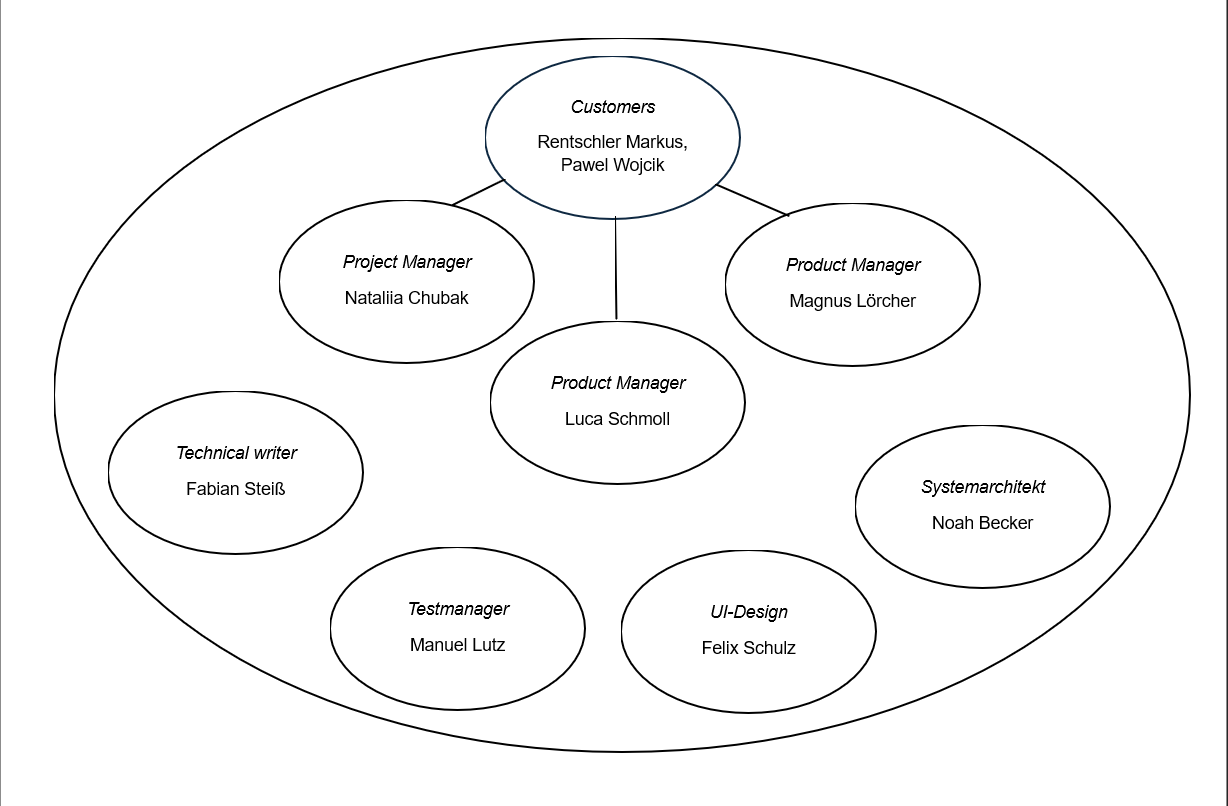 Customers
Rentschler Markus,
Pawel Wojcik
Project Manager
Nataliia Chubak
Product Manager
Magnus Lörcher
Product Manager
Luca Schmoll
Technical writer
Fabian Steiß
Systemarchitekt
Noah Becker
Testmanager
Manuel Lutz
UI-Design
Felix Schulz